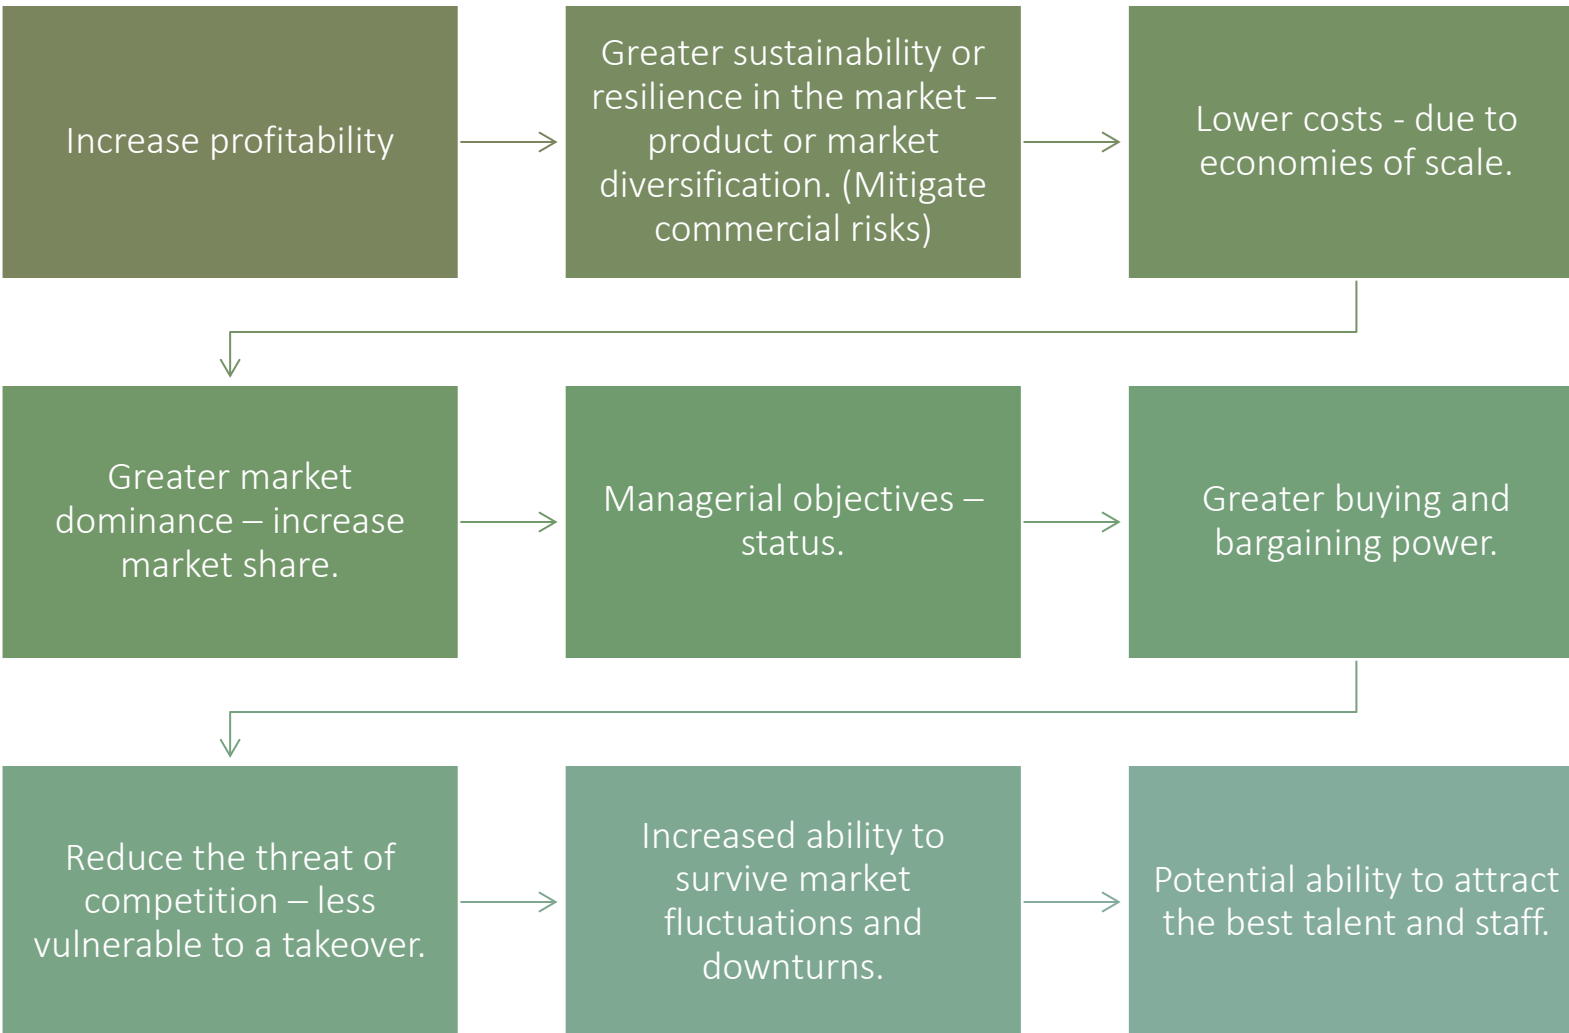 Increase profitability
Greater sustainability or
resilience in the market –
product or market
diversification. (Mitigate
commercial risks)
Lower costs - due to
economies of scale.
Greater market
dominance – increase
market share.
Managerial objectives –
status.
Greater buying and
bargaining power.
Reduce the threat of
competition – less
vulnerable to a takeover.
Increased ability to
survive market
fluctuations and
downturns.
Potential ability to attract
the best talent and staff.